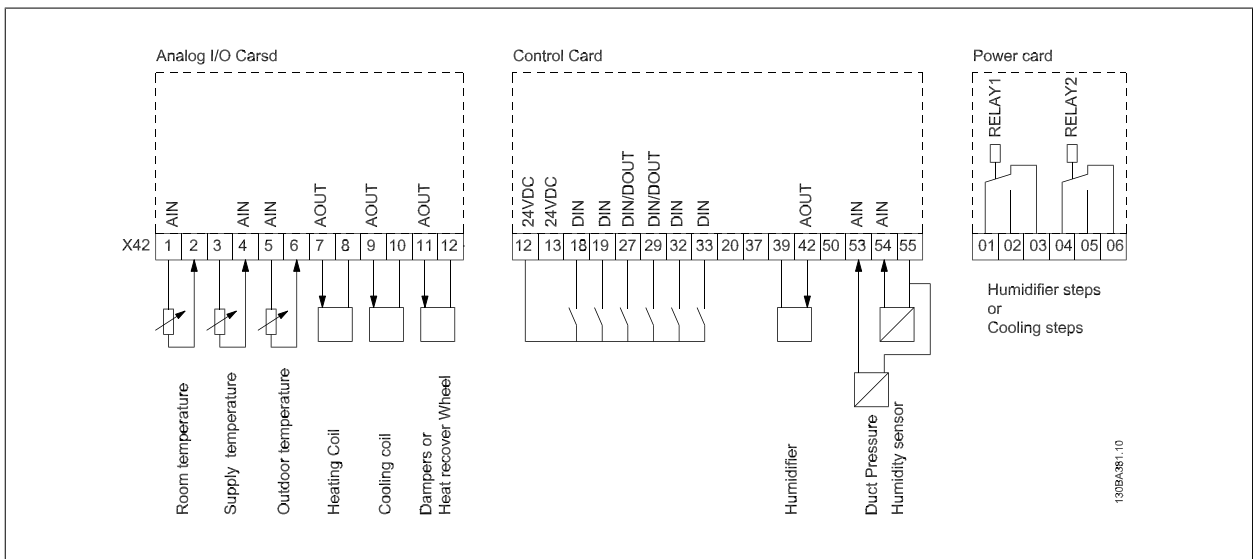 Analog I/O Carsd
Control Card
Power card
AIN
AIN
AIN
AOUT
AOUT
AOUT
24VDC
24VDC
DIN
DIN
DIN/DOUT
DIN/DOUT
DIN
DIN
AOUT
AIN
AIN
RELAY1
RELAY2
X42 1 2 3 4 5 6 7 8 9 10 11 12
12 13 18 19 27 29 32 33 20 37 39 42 50 53 54 55
01 02 03 04 05 06
Humidifier steps
or
Cooling steps
Room temperature
Supply temperature
Outdoor temperature
Heating Coil
Cooling coil
Dampers or
Heat recover Wheel
Humidifier
Duct Pressure
Humidity sensor
130BA381.10